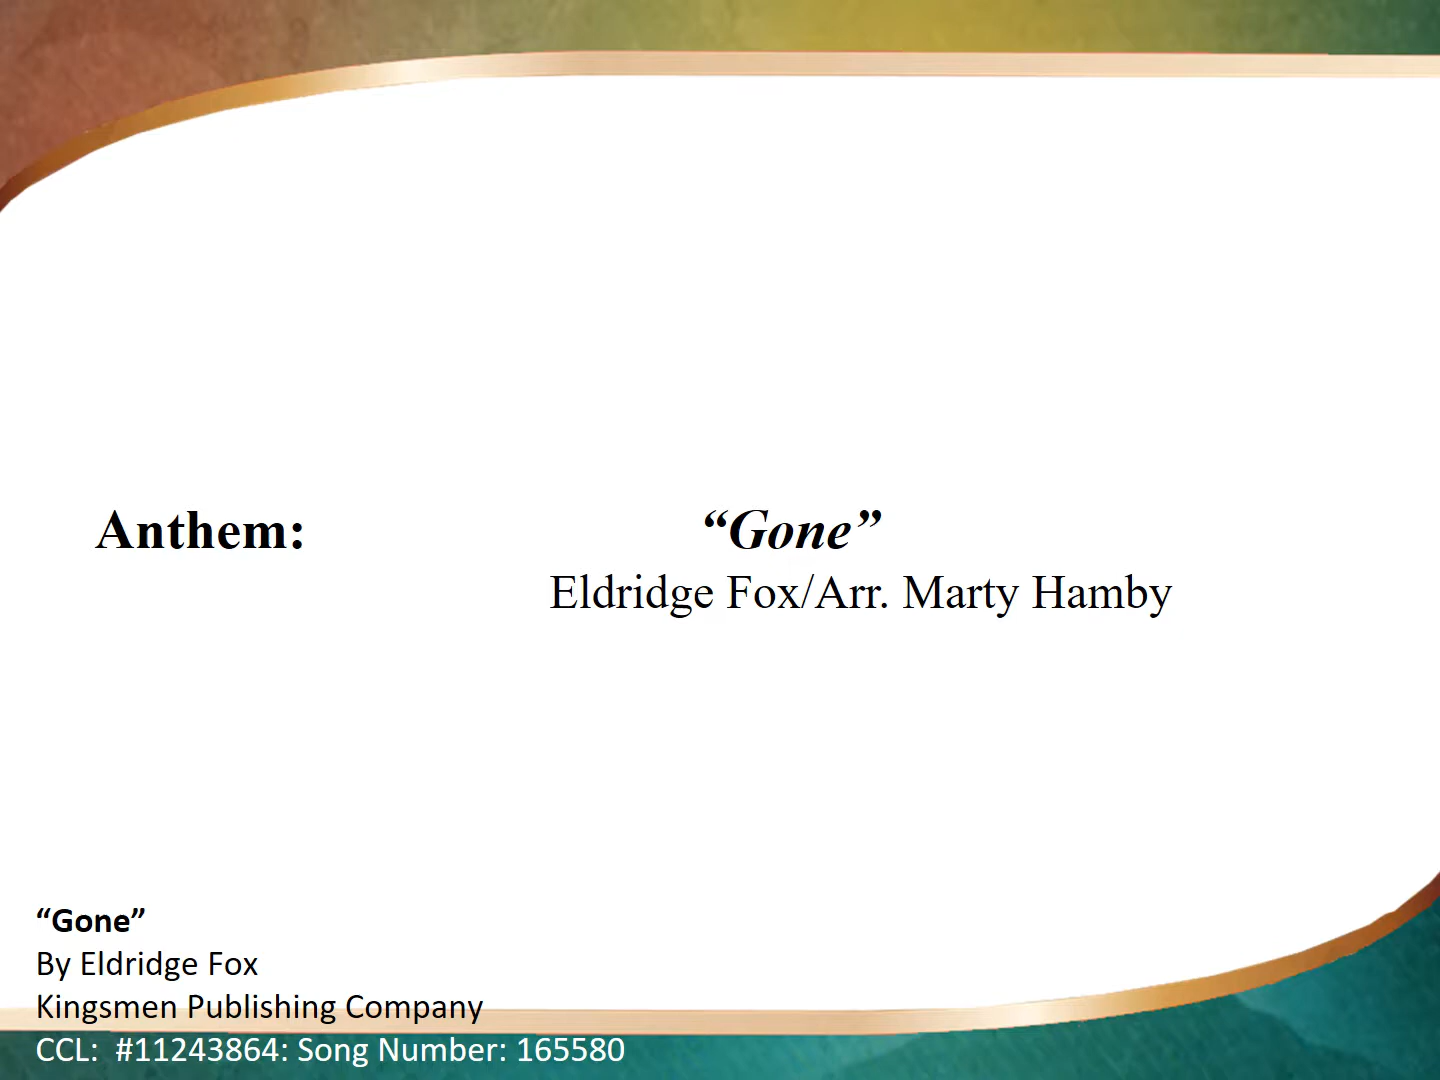 Anthem: “Gone”
Eldridge Fox/Arr. Marty Hamby
“Gone”
By Eldridge Fox
Kingsmen Publishing Company
CCL:  #11243864: Song Number: 165580